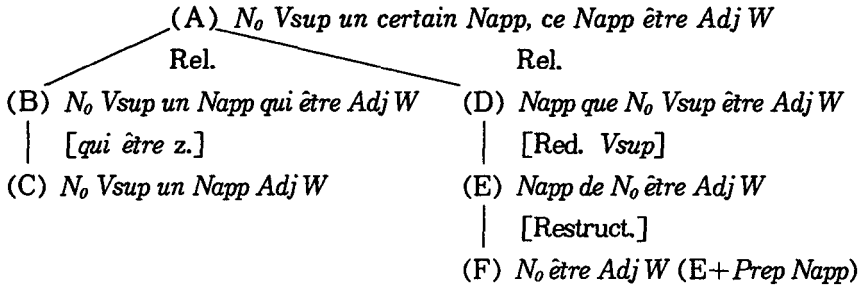 (A) N₀ Vsup un certain Napp, ce Napp être Adj W
Rel. Rel.
(B) N₀ Vsup un Napp qui être Adj W (D) Napp que N₀ Vsup être Adj W
[qui être z.] [Red. Vsup]
(C) N₀ Vsup un Napp Adj W (E) Napp de N₀ être Adj W
[Restruct.]
(F) N₀ être Adj W (E+Prep Napp)